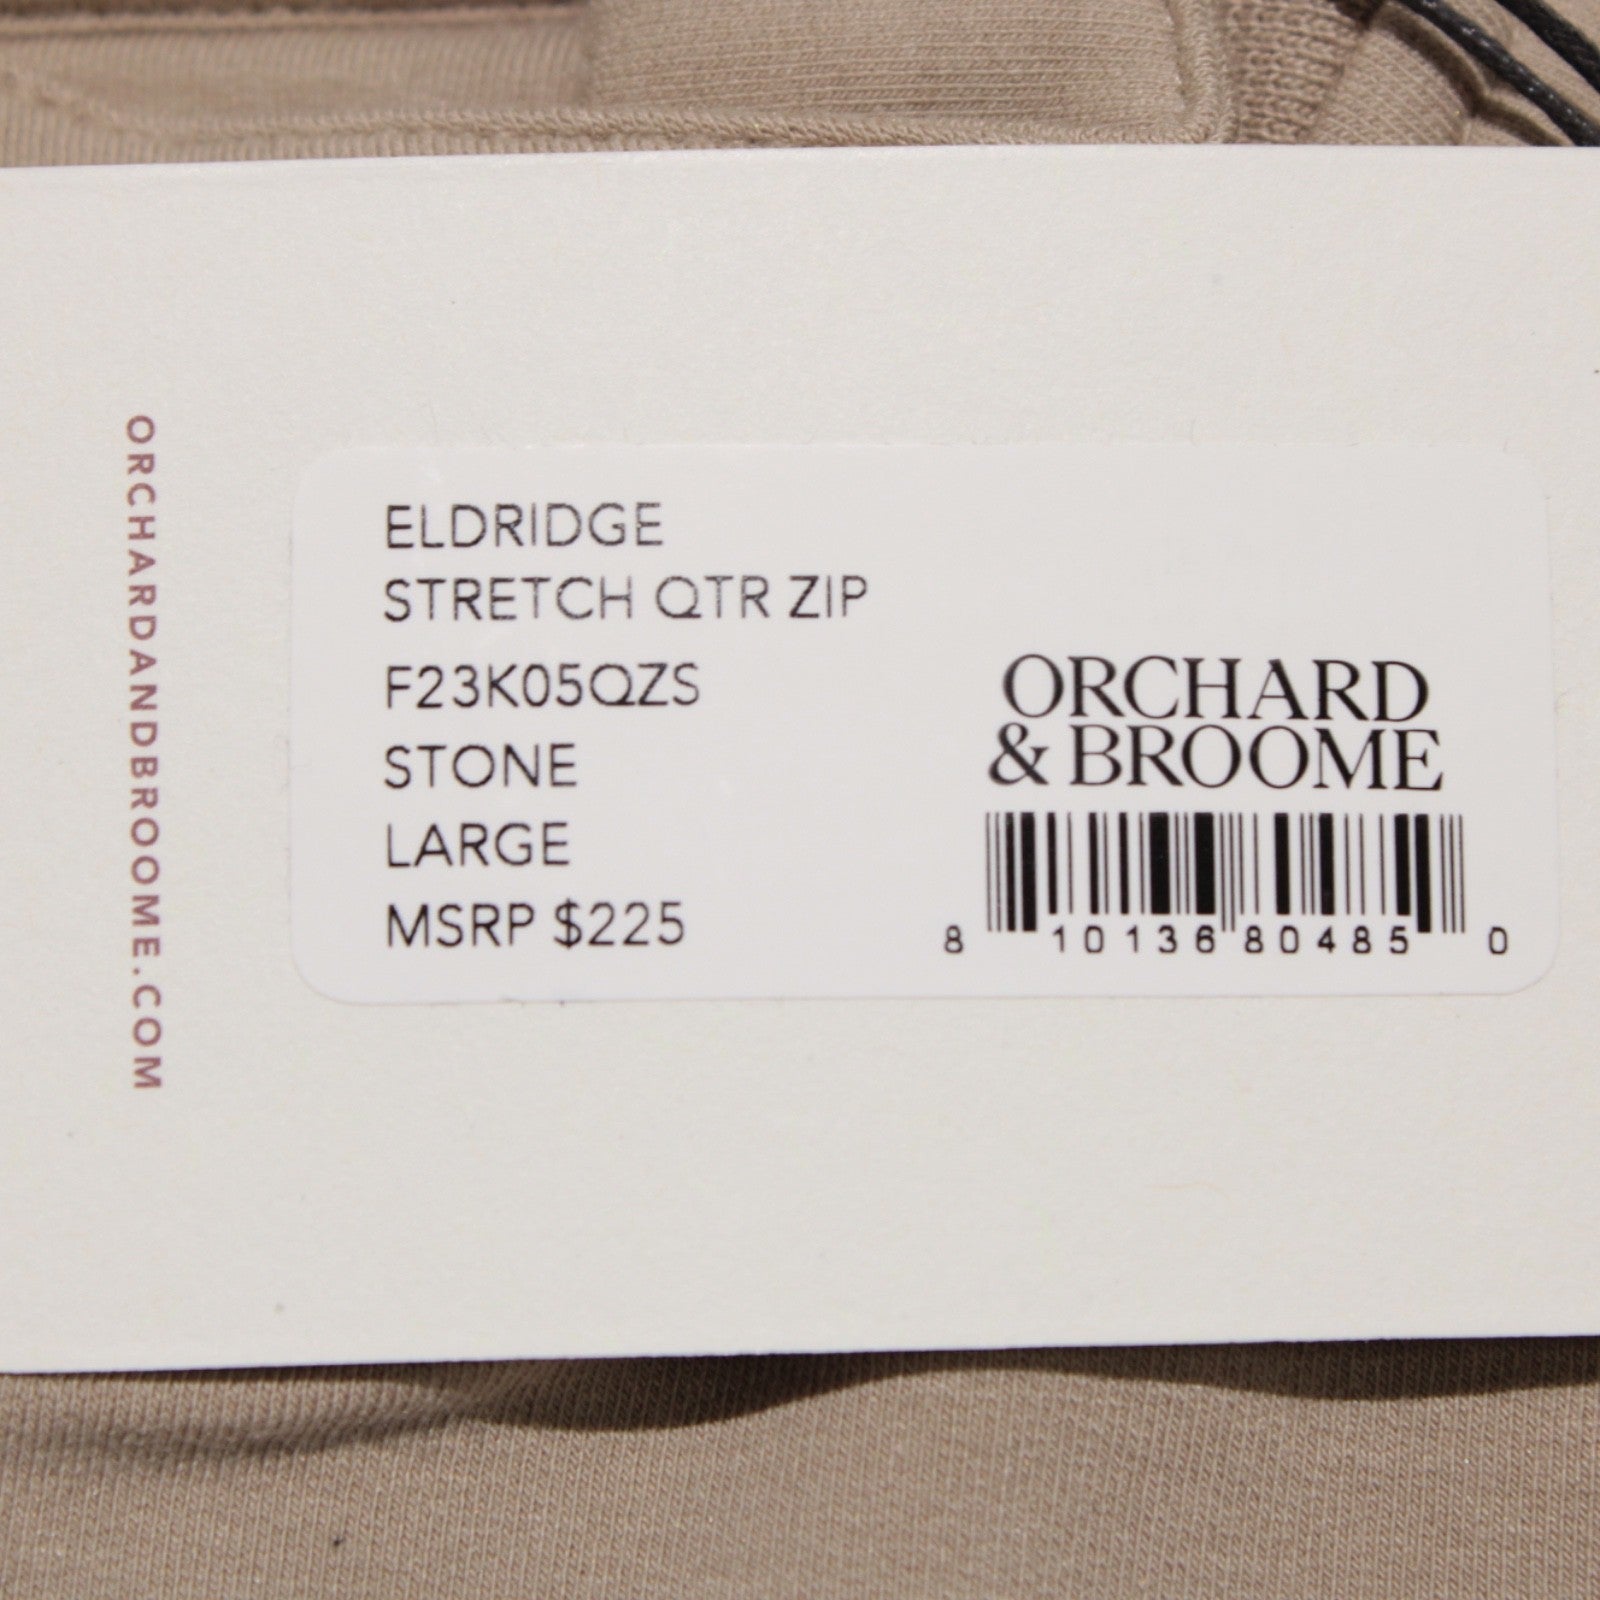 ORCHARDANDBROOME.COM
ELDRIDGE
STRETCH QTR ZIP
F23K05QZS
STONE
LARGE
MSRP $225
ORCHARD
& BROOME
8 10136 80485 0